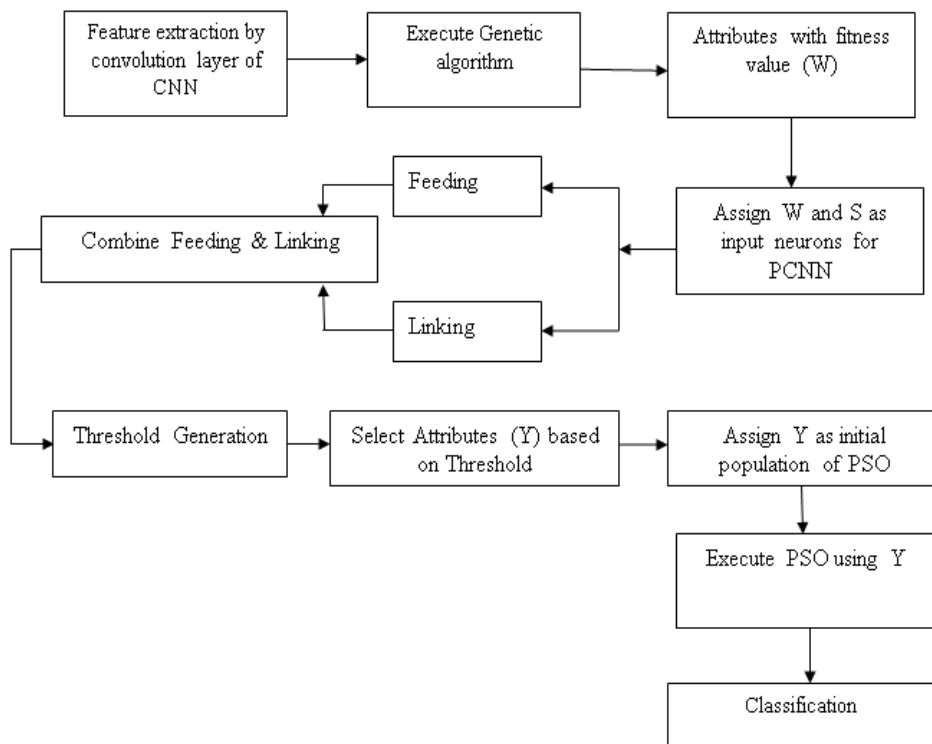 Feature extraction by
convolution layer of
CNN
Execute Genetic
algorithm
Attributes with fitness
value (W)
Assign W and S as
input neurons for
PCNN
Feeding
Linking
Combine Feeding & Linking
Threshold Generation
Select Attributes (Y) based
on Threshold
Assign Y as initial
population of PSO
Execute PSO using Y
Classification